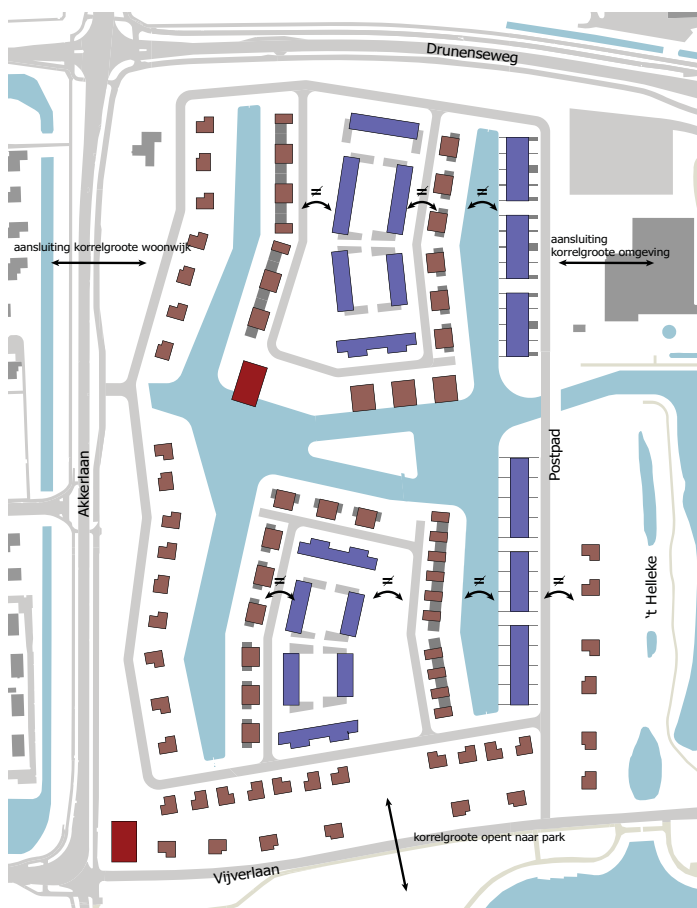 Drunenseweg
aansluiting korrelgroote woonwijk
aansluiting
korrelgroote omgeving
Akkerlaan
Postpad
't Helleke
korrelgroote opent naar park
Vijverlaan